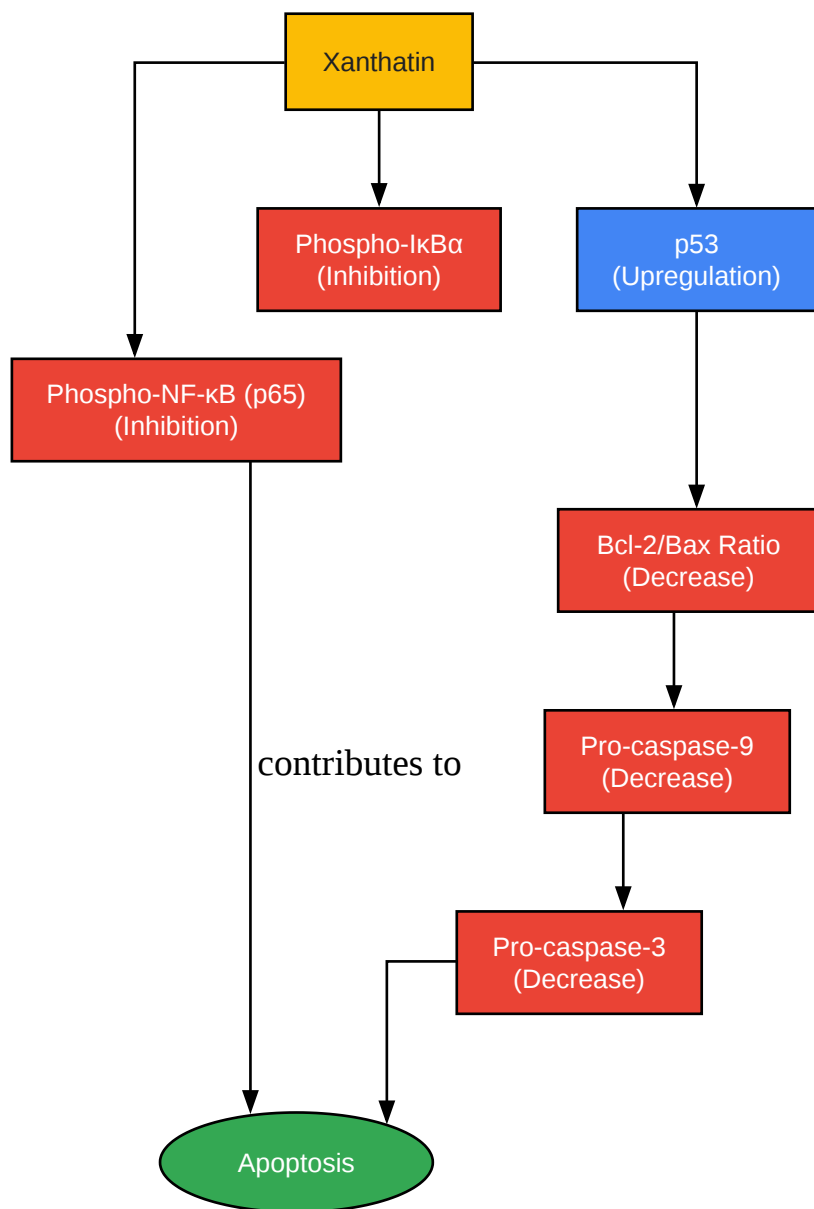 Xanthatin
Phospho-IκBα
(Inhibition)
p53
(Upregulation)
Phospho-NF-κB (p65)
(Inhibition)
Bcl-2/Bax Ratio
(Decrease)
contributes to
Pro-caspase-9
(Decrease)
Pro-caspase-3
(Decrease)
Apoptosis